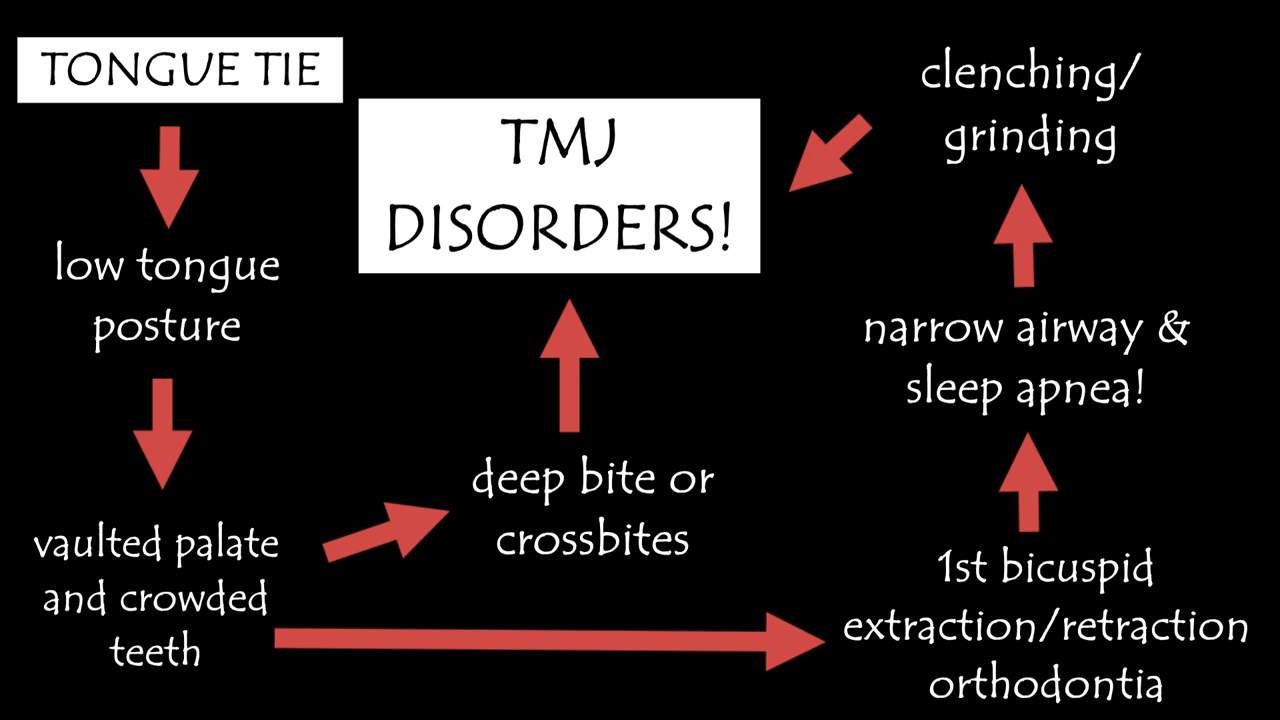 TONGUE TIE
low tongue
posture
vaulted palate
and crowded
teeth
TMJ
DISORDERS!
deep bite or
crossbites
clenching/
grinding
narrow airway &
sleep apnea!
1st bicuspid
extraction/retraction
orthodontia